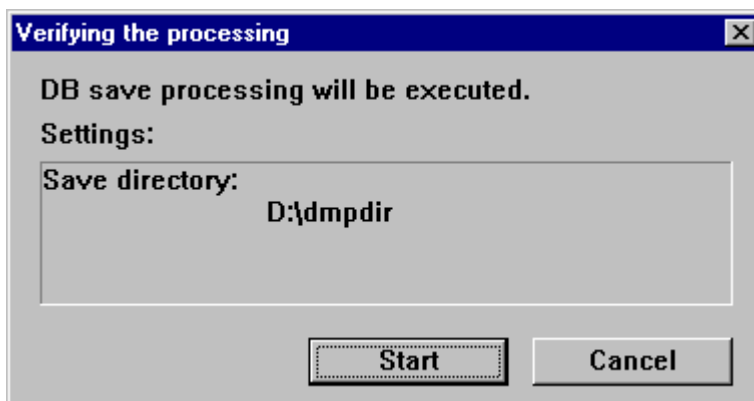 Verifying the processing
DB save processing will be executed.
Settings:
Save directory:
D:\dmpdir
Start Cancel